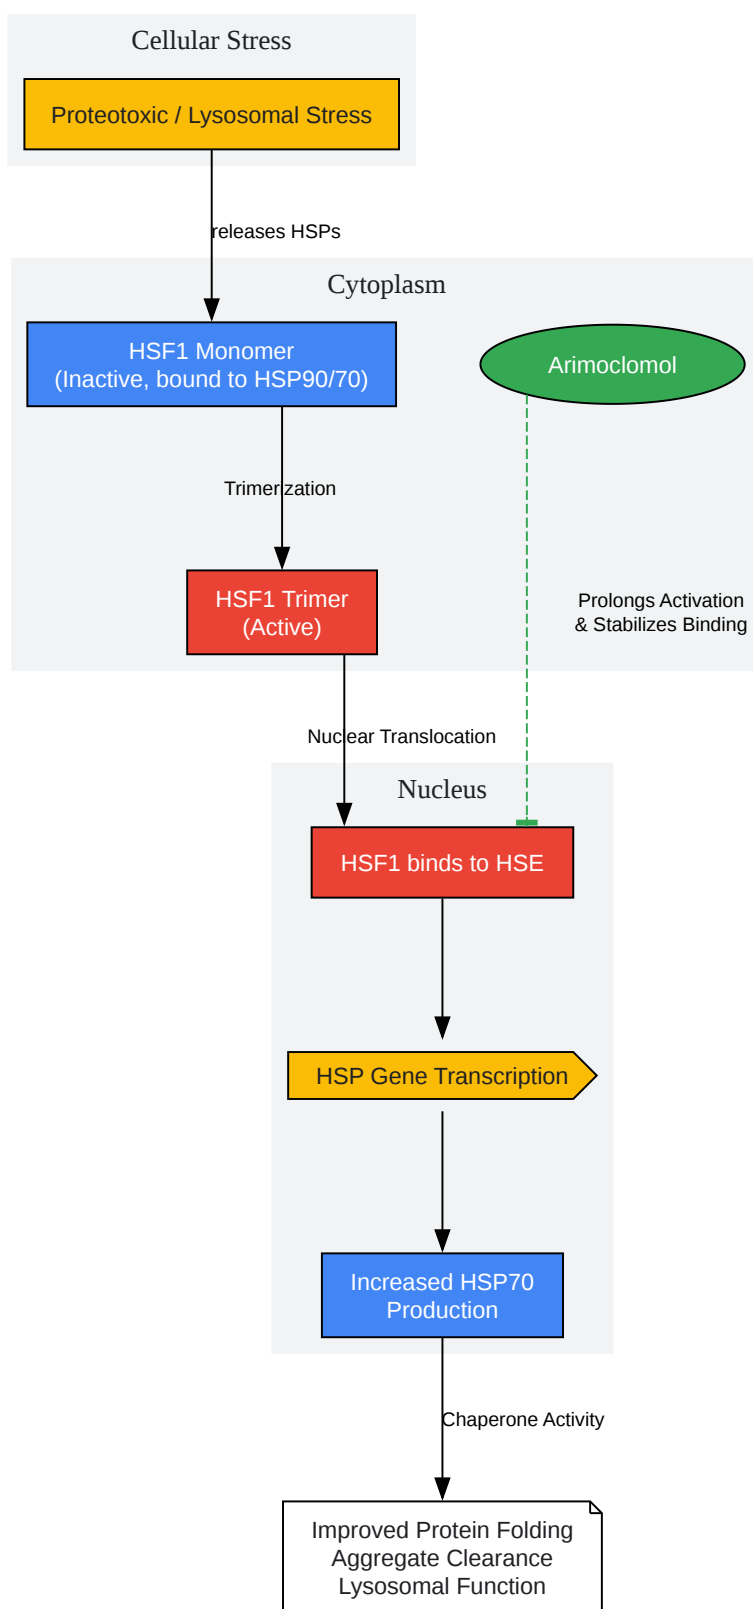 Cellular Stress
Proteotoxic / Lysosomal Stress
releases HSPs
Cytoplasm
HSF1 Monomer
(Inactive, bound to HSP90/70)
Arimoclomol
Trimerization
HSF1 Trimer
(Active)
Prolongs Activation
& Stabilizes Binding
Nuclear Translocation
Nucleus
HSF1 binds to HSE
HSP Gene Transcription
Increased HSP70
Production
Chaperone Activity
Improved Protein Folding
Aggregate Clearance
Lysosomal Function